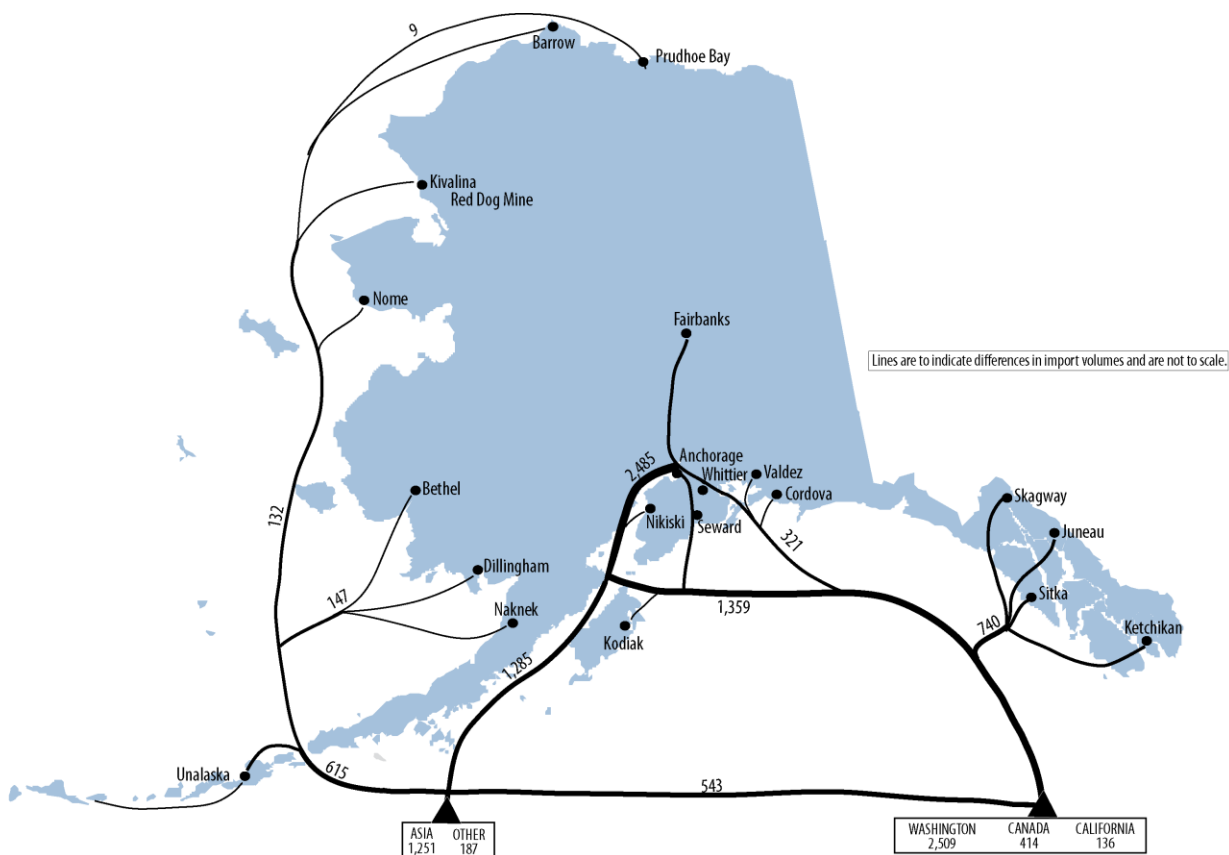 9
Barrow
Prudhoe Bay
Kivalina
Red Dog Mine
Nome
Fairbanks
Lines are to indicate differences in import volumes and are not to scale.
2,485
Anchorage
Whittier
Valdez
Cordova
Bethel
Nikiski
Seward
Skagway
132
321
Juneau
Dillingham
147
Naknek
1,359
Sitka
740
Ketchikan
Kodiak
1,285
Unalaska
615
543
ASIA OTHER
1,251 187
WASHINGTON CANADA CALIFORNIA
2,509 414 136